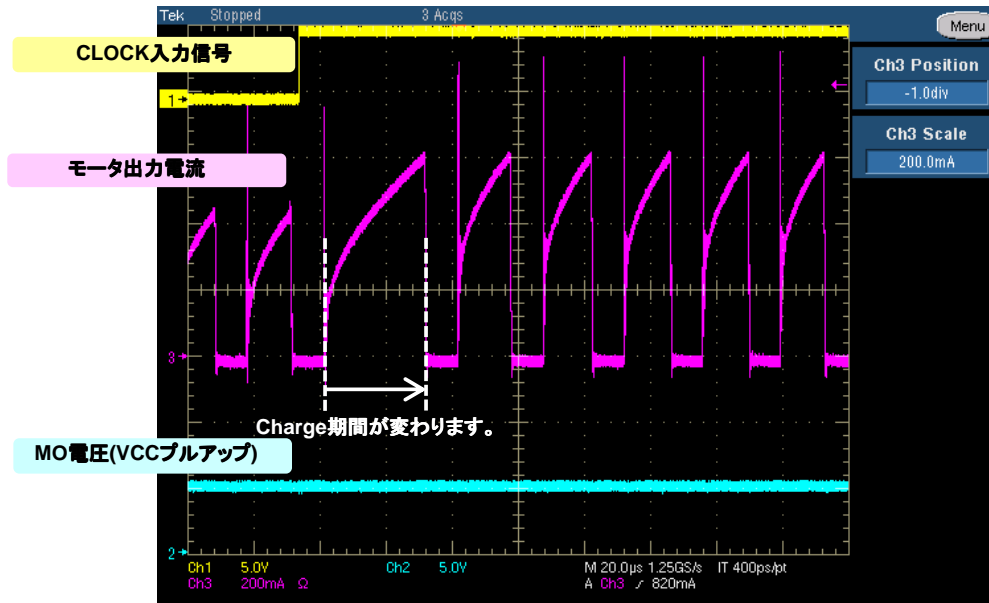 Tek Stopped 3 Acqs
Menu
CLOCK入力信号
Ch3 Position
-1.0div
1
Ch3 Scale
200.0mA
モータ出力電流
3
Charge期間が変わります。
MO電圧(VCCプルアップ)
2
Ch1 5.0V Ch2 5.0V M 20.0µs 1.25GS/s IT 400ps/pt
Ch3 200mA Ω A Ch3 ∕ 820mA